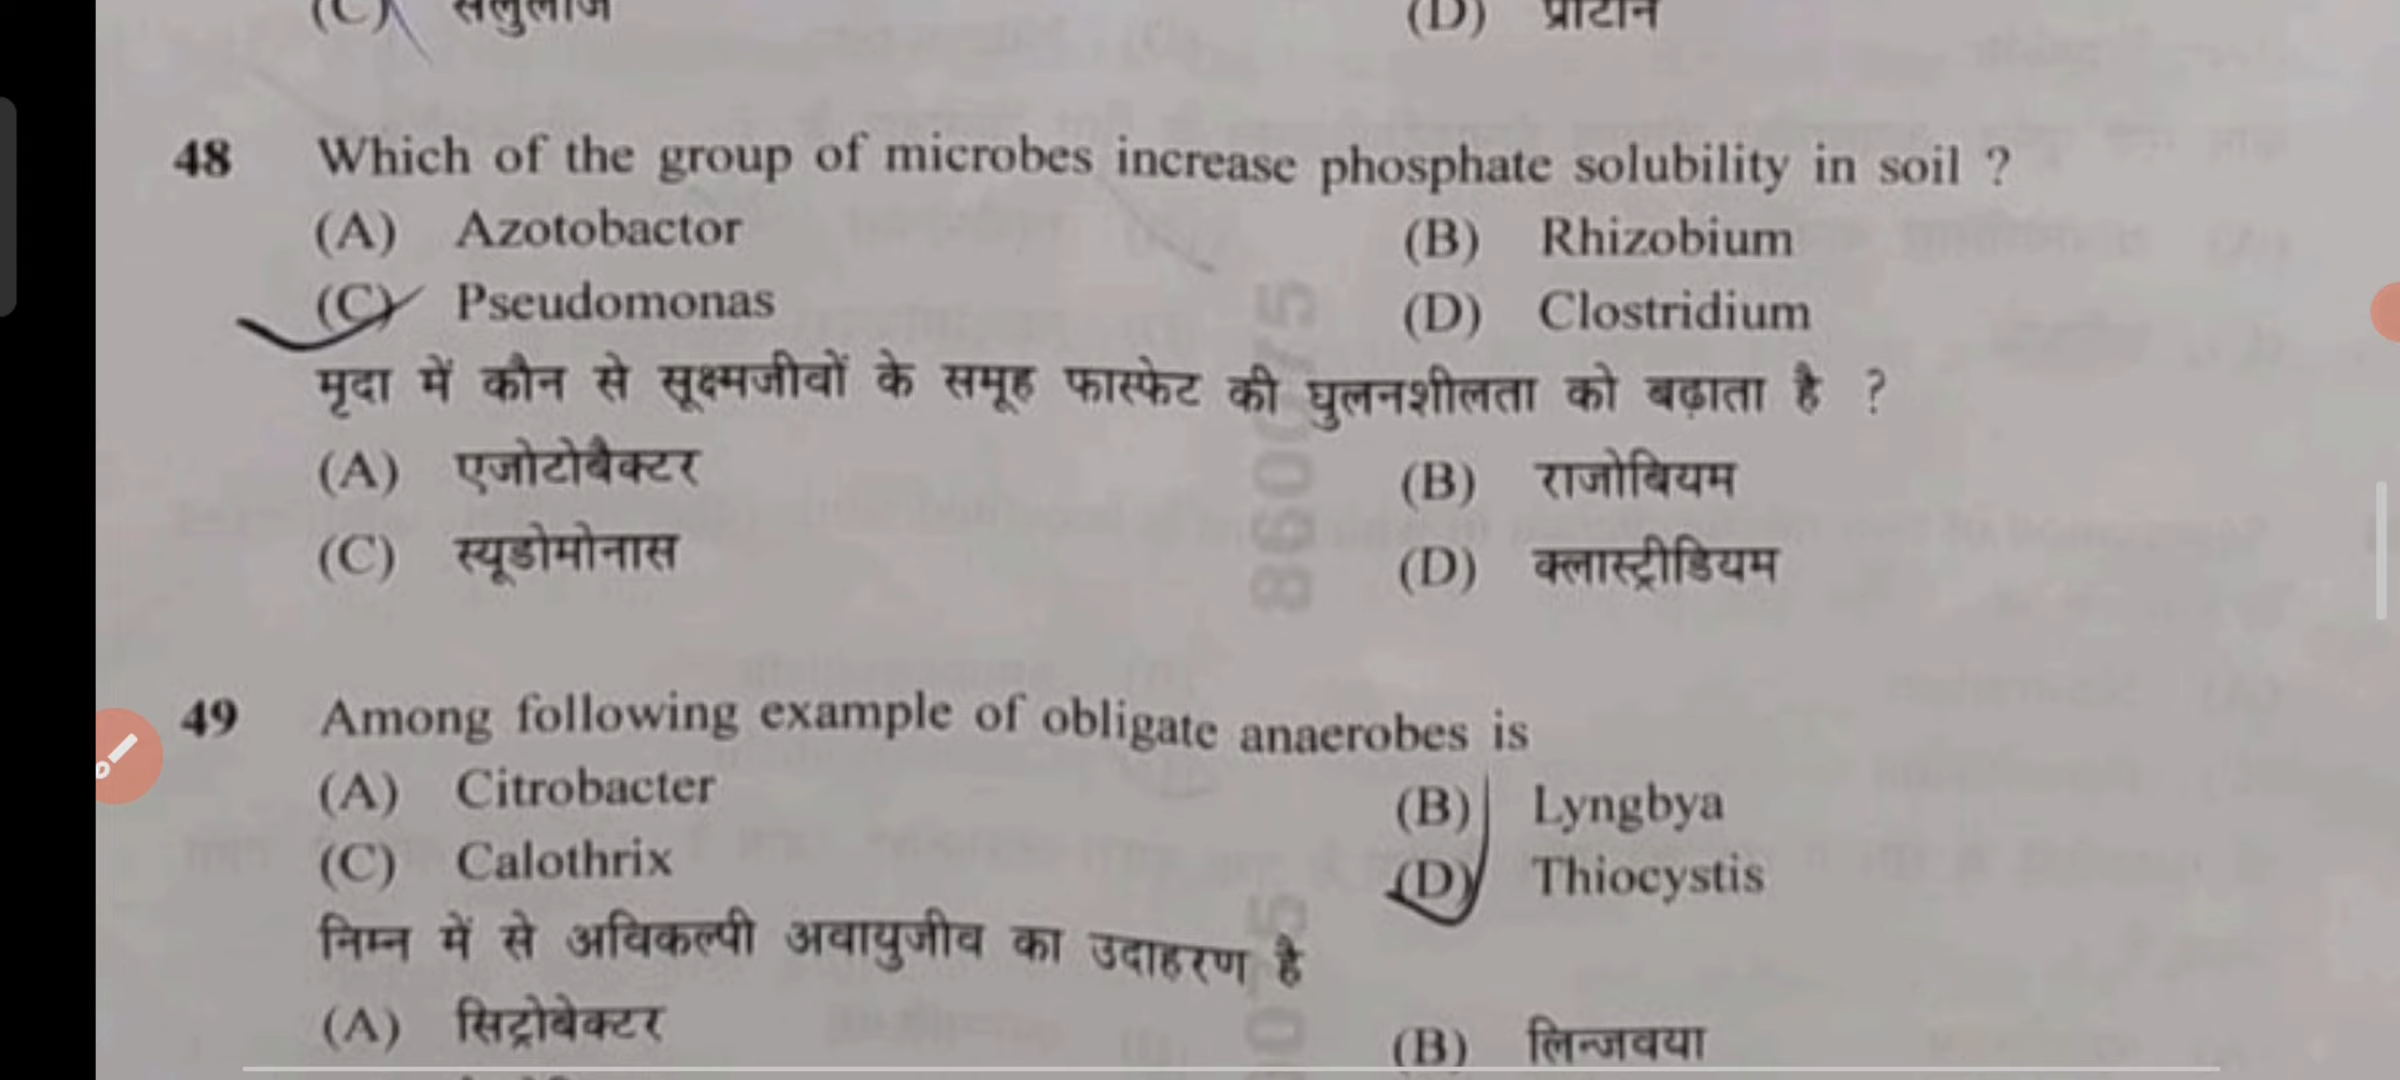 (C) सेलुलोज (D) प्रोटीन
48 Which of the group of microbes increase phosphate solubility in soil ?
(A) Azotobactor (B) Rhizobium
(C) Pseudomonas (D) Clostridium
मृदा में कौन से सूक्ष्मजीवों के समूह फास्फेट की घुलनशीलता को बढ़ाता है ?
(A) एजोटोबैक्टर (B) राजोबियम
(C) स्यूडोमोनास (D) क्लास्ट्रीडियम
860075
49 Among following example of obligate anaerobes is
(A) Citrobacter (B) Lyngbya
(C) Calothrix (D) Thiocystis
निम्न में से अविकल्पी अवायुजीव का उदाहरण है
(A) सिट्रोबेक्टर (B) लिन्जवया